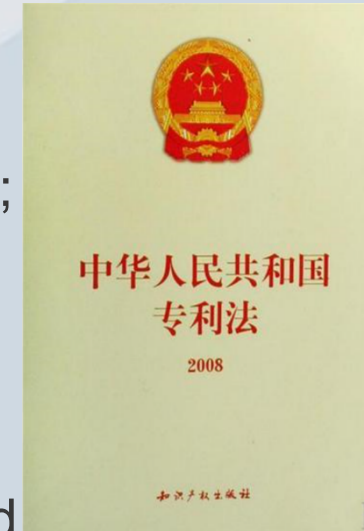 ;
中华人民共和国
专利法
2008
知识产权出版社
d